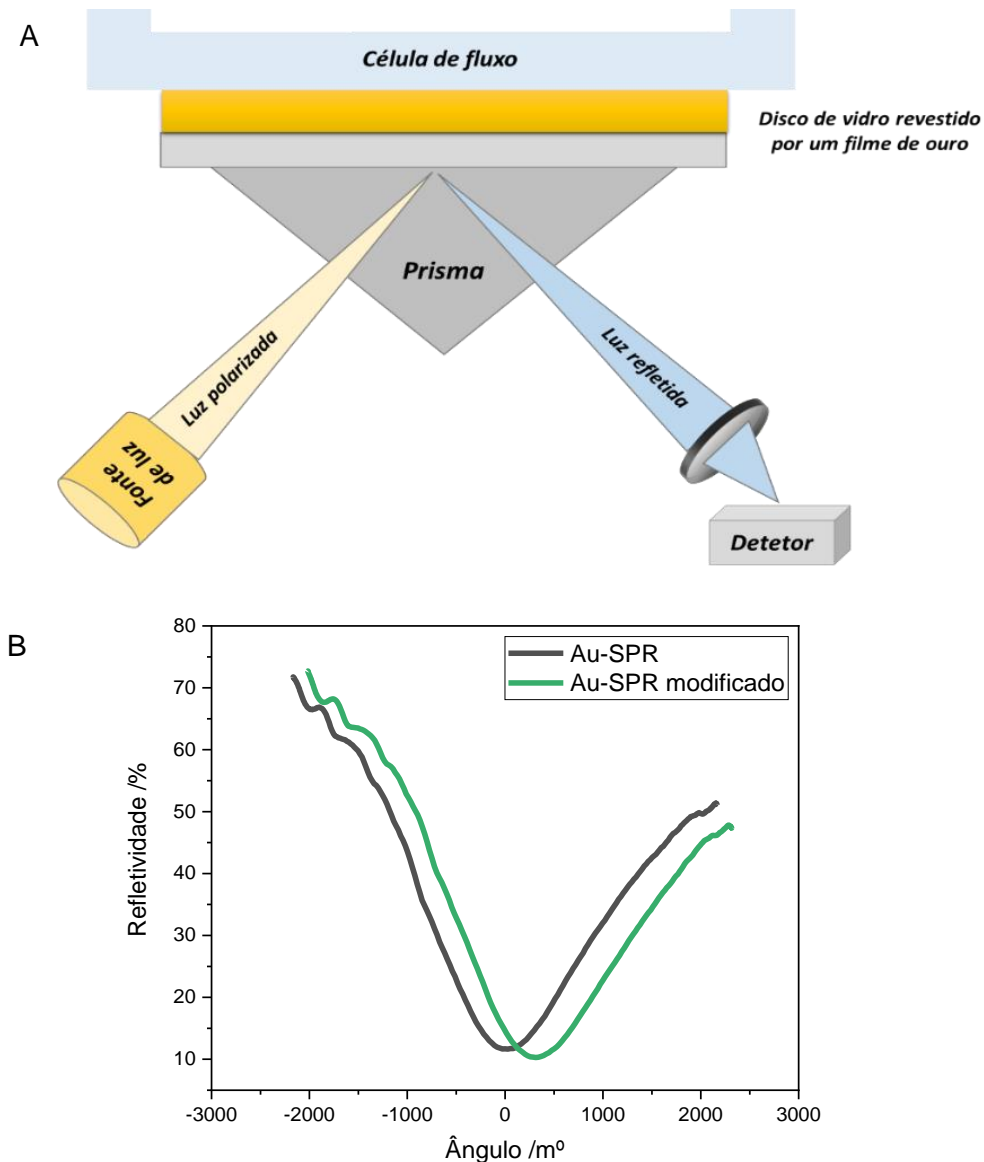 A
Célula de fluxo
Disco de vidro revestido
por um filme de ouro
Prisma
Luz polarizada
Luz refletida
Fonte
de luz
Detetor
B
80
70
60
50
40
30
20
10
Refletividade /%
Au-SPR
Au-SPR modificado
-3000
-2000
-1000
0
1000
2000
3000
Ângulo /mº